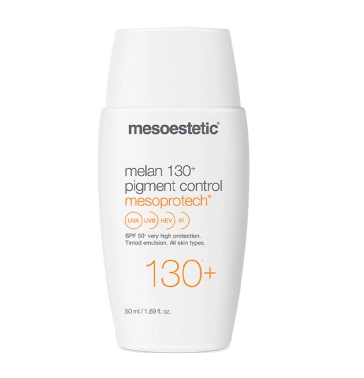 mesoestetic®
melan 130+
pigment control
mesoprotech®
UVA UVB HEV IR
SPF 50+ very high protection.
Tinted emulsion. All skin types.
130+
50 ml / 1,69 fl. oz.